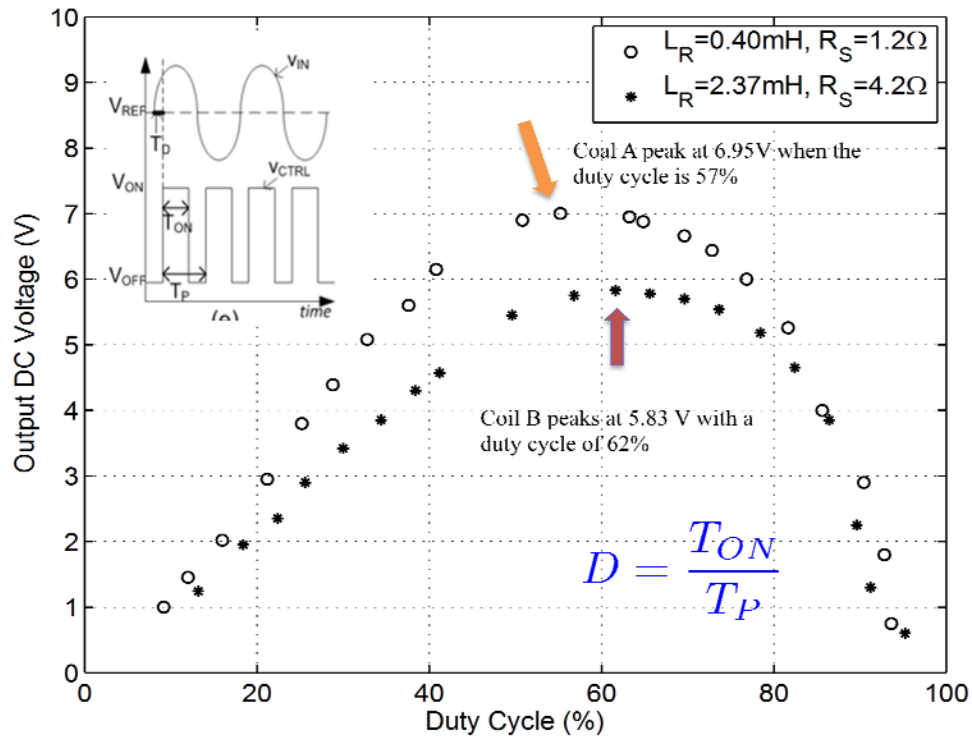 10
9
8
7
6
5
4
3
2
1
0
Output DC Voltage (V)
0 20 40 60 80 100
Duty Cycle (%)
L_R=0.40mH, R_S=1.2Ω
L_R=2.37mH, R_S=4.2Ω
v_IN
V_REF
T_D
V_ON
v_CTRL
T_ON
V_OFF
T_P
time
Coal A peak at 6.95V when the
duty cycle is 57%
Coil B peaks at 5.83 V with a
duty cycle of 62%
D = T_ON / T_P